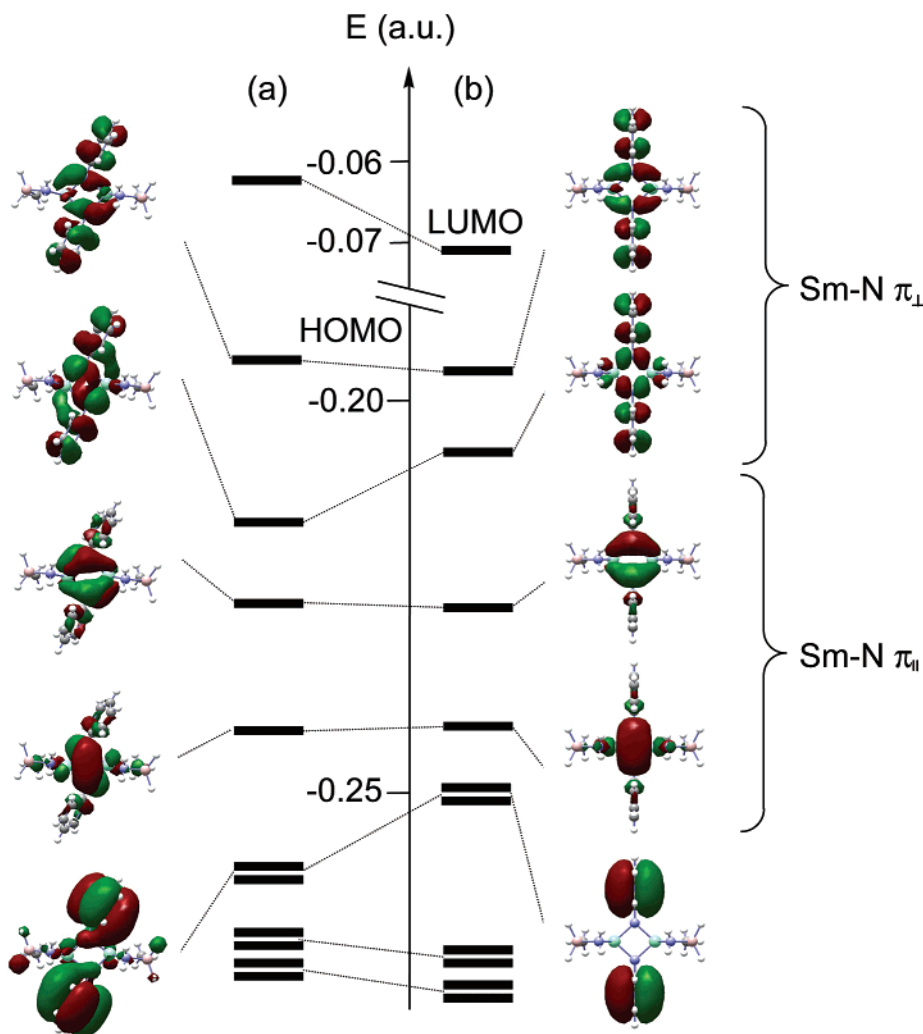 E (a.u.)
(a) (b)
-0.06
LUMO
-0.07
Sm-N π⊥
HOMO
-0.20
Sm-N π||
-0.25